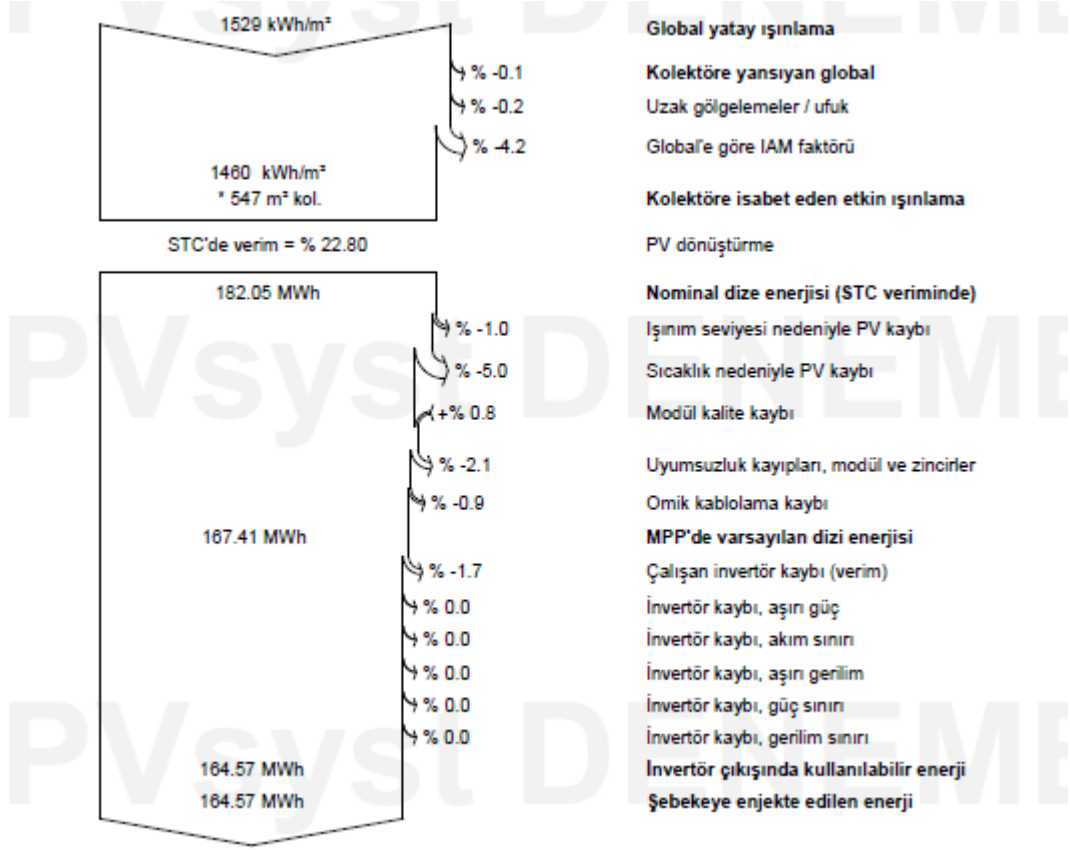 1529 kWh/m² Global yatay ışınlama
% -0.1 Kolektöre yansıyan global
% -0.2 Uzak gölgelemeler / ufuk
% -4.2 Global'e göre IAM faktörü
1460 kWh/m²
* 547 m² kol. Kolektöre isabet eden etkin ışınlama
STC'de verim = % 22.80 PV dönüştürme
182.05 MWh Nominal dize enerjisi (STC veriminde)
% -1.0 Işınım seviyesi nedeniyle PV kaybı
% -5.0 Sıcaklık nedeniyle PV kaybı
+% 0.8 Modül kalite kaybı
% -2.1 Uyumsuzluk kayıpları, modül ve zincirler
% -0.9 Omik kablolama kaybı
167.41 MWh MPP'de varsayılan dizi enerjisi
% -1.7 Çalışan invertör kaybı (verim)
% 0.0 İnvertör kaybı, aşırı güç
% 0.0 İnvertör kaybı, akım sınırı
% 0.0 İnvertör kaybı, aşırı gerilim
% 0.0 İnvertör kaybı, güç sınırı
% 0.0 İnvertör kaybı, gerilim sınırı
164.57 MWh İnvertör çıkışında kullanılabilir enerji
164.57 MWh Şebekeye enjekte edilen enerji
PVsyst DENEME
PVsyst DENEME
PVsyst DENEME